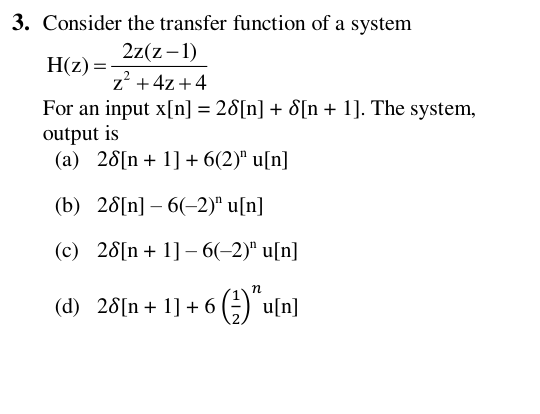 3. Consider the transfer function of a system
H(z) = 2z(z – 1) / z² + 4z + 4
For an input x[n] = 2δ[n] + δ[n + 1]. The system,
output is
(a) 2δ[n + 1] + 6(2)ⁿ u[n]
(b) 2δ[n] – 6(–2)ⁿ u[n]
(c) 2δ[n + 1] – 6(–2)ⁿ u[n]
(d) 2δ[n + 1] + 6 (1/2)ⁿ u[n]